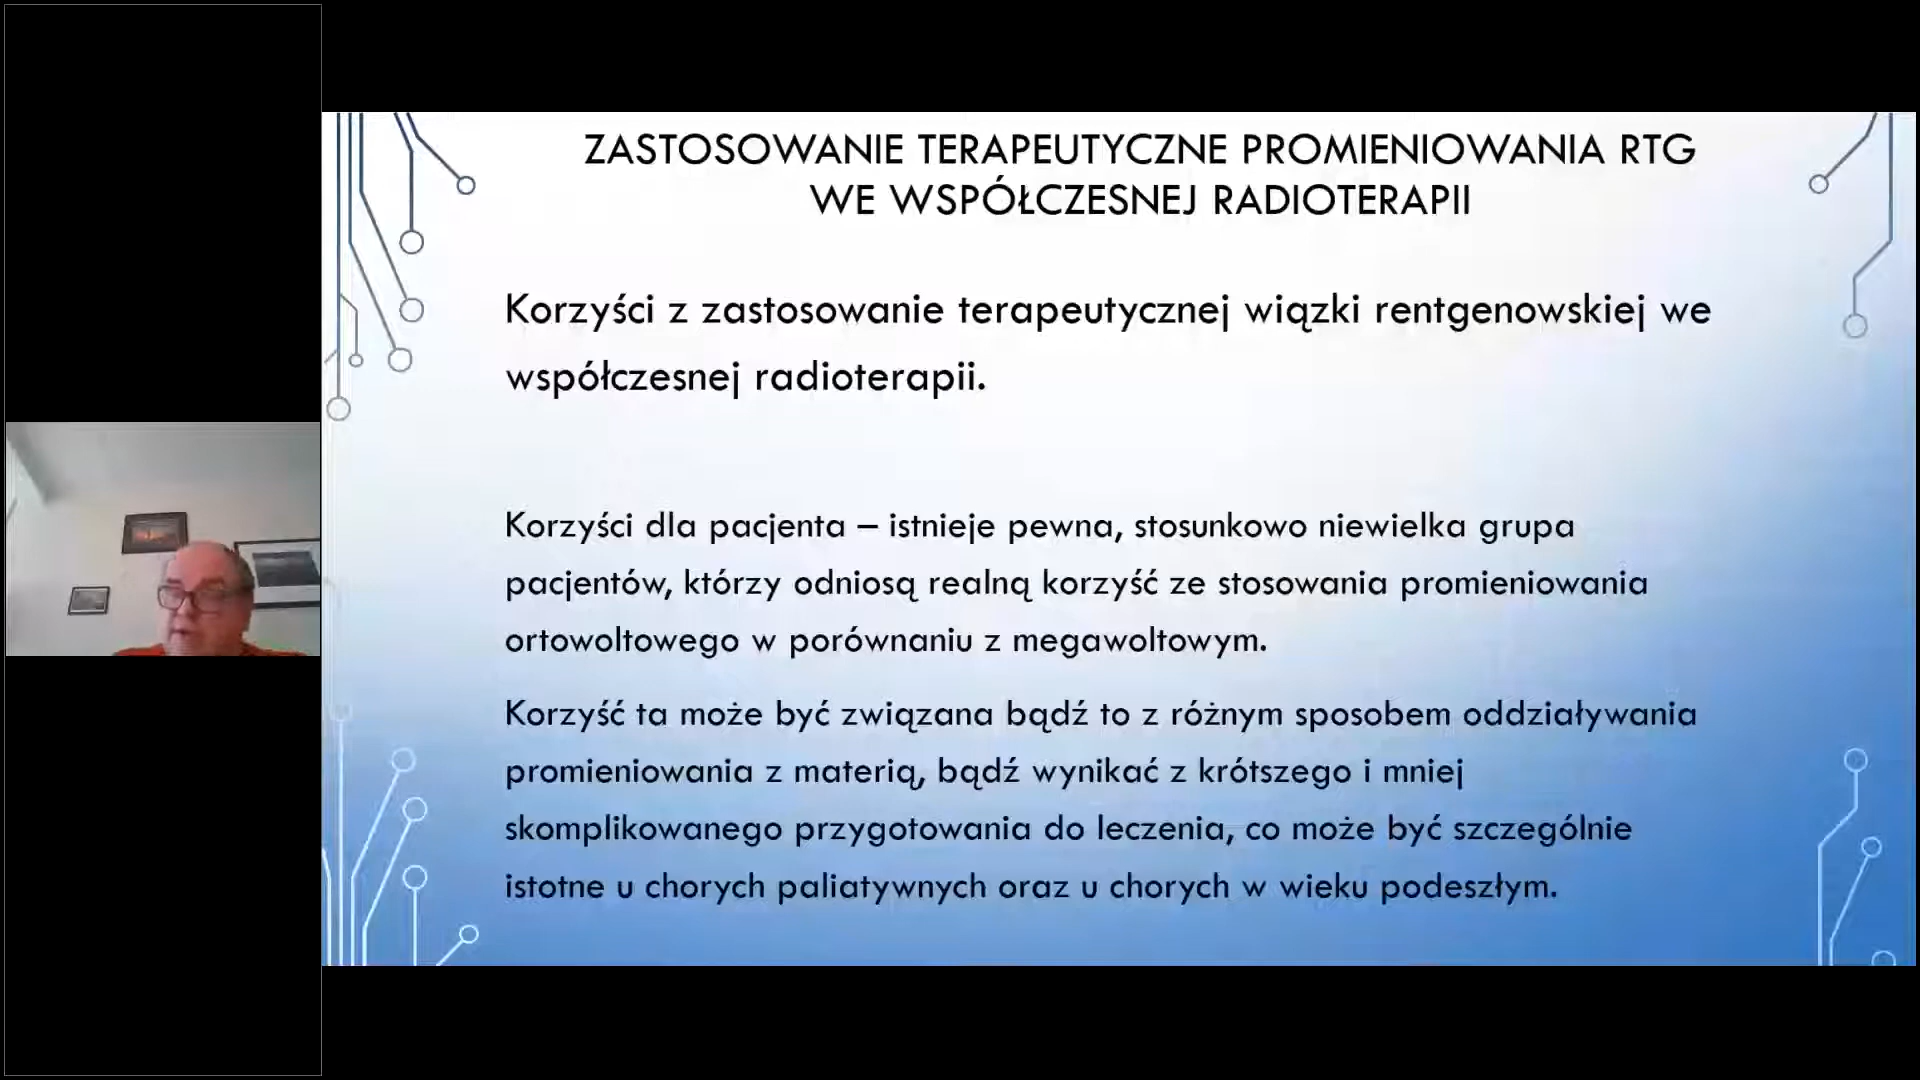 ZASTOSOWANIE TERAPEUTYCZNE PROMIENIOWANIA RTG
WE WSPÓŁCZESNEJ RADIOTERAPII
Korzyści z zastosowanie terapeutycznej wiązki rentgenowskiej we
współczesnej radioterapii.
Korzyści dla pacjenta – istnieje pewna, stosunkowo niewielka grupa
pacjentów, którzy odniosą realną korzyść ze stosowania promieniowania
ortowoltowego w porównaniu z megawoltowym.
Korzyść ta może być związana bądź to z różnym sposobem oddziaływania
promieniowania z materią, bądź wynikać z krótszego i mniej
skomplikowanego przygotowania do leczenia, co może być szczególnie
istotne u chorych paliatywnych oraz u chorych w wieku podeszłym.